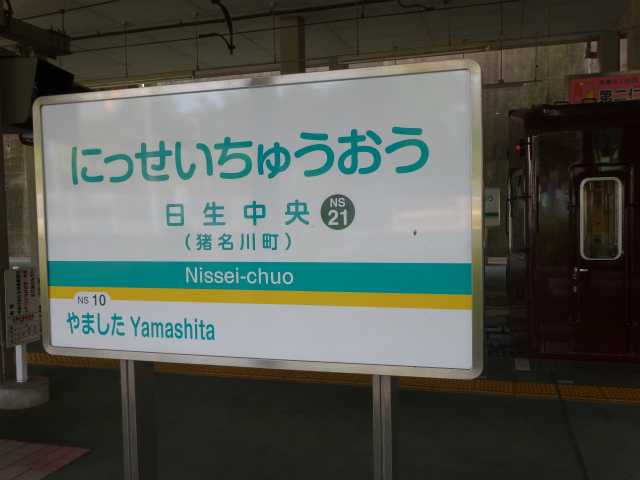 にっせいちゅうおう
日生中央 NS 21
(猪名川町)
Nissei-chuo
NS 10
やました Yamashita